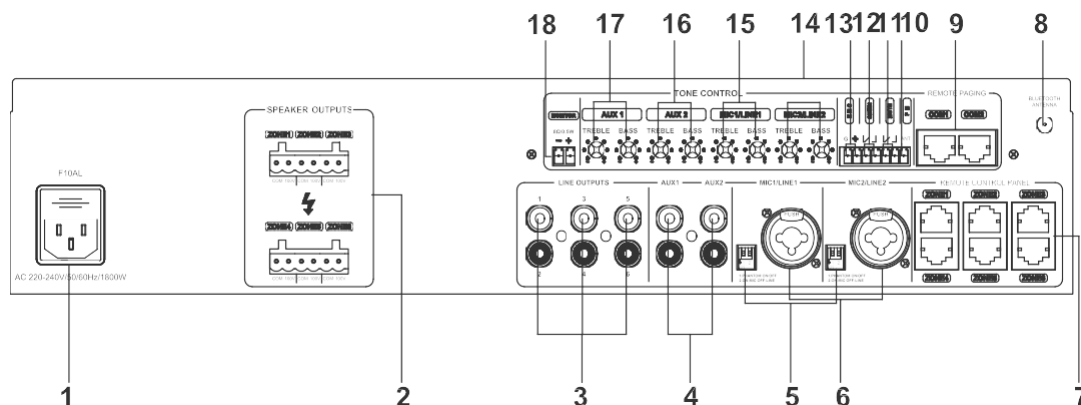 18 17 16 15 14 13 12 11 10 9 8
TONE CONTROL
REMOTE PAGING
BLUETOOTH
ANTENNA
SPEAKER OUTPUTS
AUX 1
AUX 2
MIC1/LINE1
MIC2/LINE2
COM1
COM2
TREBLE BASS TREBLE BASS TREBLE BASS TREBLE BASS
ZONE1 ZONE2 ZONE3
F10AL
LINE OUTPUTS
AUX1
AUX2
MIC1/LINE1
MIC2/LINE2
REMOTE CONTROL PANEL
ZONE1 ZONE2 ZONE3
1 3 5
PUSH
PUSH
ZONE4 ZONE5 ZONE6
AC 220-240V/50/60Hz/1800W
2 4 6
ZONE4 ZONE5 ZONE6
1 2 3 4 5 6 7